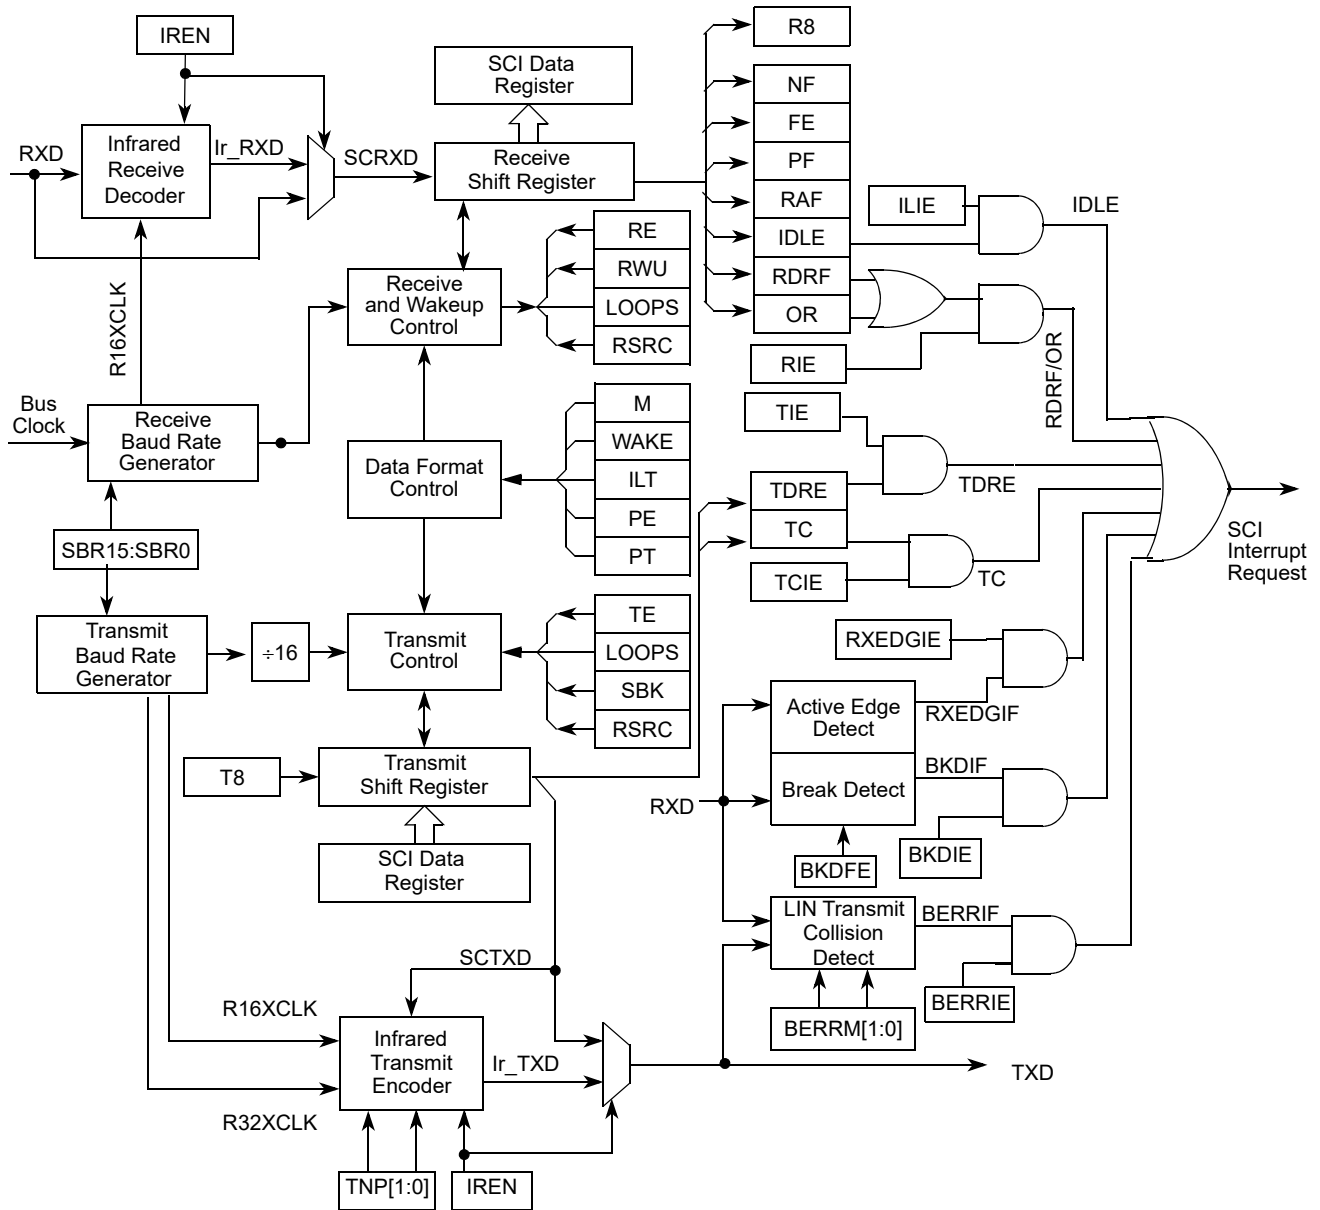 IREN
R8
SCI Data
Register
NF
FE
PF
RAF
IDLE
RDRF
OR
RXD
Infrared
Receive
Decoder
Ir_RXD
SCRXD
Receive
Shift Register
ILIE
IDLE
RE
RWU
LOOPS
RSRC
Receive
and Wakeup
Control
R16XCLK
RIE
RDRF/OR
Bus
Clock
Receive
Baud Rate
Generator
M
WAKE
ILT
PE
PT
Data Format
Control
TIE
TDRE
TC
TDRE
TCIE
TC
SCI
Interrupt
Request
SBR15:SBR0
Transmit
Baud Rate
Generator
÷16
Transmit
Control
TE
LOOPS
SBK
RSRC
RXEDGIE
Active Edge
Detect
RXEDGIF
Break Detect
BKDIF
RXD
BKDFE
BKDIE
T8
Transmit
Shift Register
SCI Data
Register
LIN Transmit
Collision
Detect
BERRIF
BERRIE
BERRM[1:0]
SCTXD
R16XCLK
Infrared
Transmit
Encoder
Ir_TXD
TXD
R32XCLK
TNP[1:0]
IREN